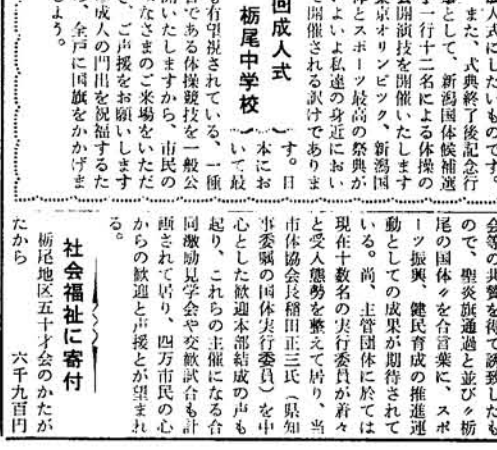 成人式にしたいものです。
また、式典終了後記念行
事として、新潟国体候補選
手一行十二名による体操の
公開演技を開催いたします
東京オリンピック、新潟国
体とスポーツ最高の祭典が
いよいよ私達の身近におい
て開催される訳けでありま
す。日
本にお
いて最
回成人式
栃尾中学校
も有望視されている、一種
目である体操競技を一般公
開いたしますから、市民の
みなさまのご来場をいただ
き、ご声援をお願いします
成人の門出を祝福するた
め、全戸に国旗をかかげま
しょう。
会等の共賛を得て誘致したも
ので、聖炎旗通過と並び〃栃
尾の国体〃を合言葉に、スポ
ーツ振興、健民育成の推進運
動としての成果が期待されて
いる。尚、主管団体に於ては
現在十数名の実行委員が着々
と受入態勢を整えて居り、当
市体協会長稲田正三氏（県知
事委嘱の国体実行委員）を中
心とした歓迎本部結成の声も
起り、これらの主催になる合
同激励見学会や交歓試合も計
画されて居り、四万市民の心
からの歓迎と声援とが望まれ
る。
社会福祉に寄付
栃尾地区五十才会のかたが
たから　六千九百円